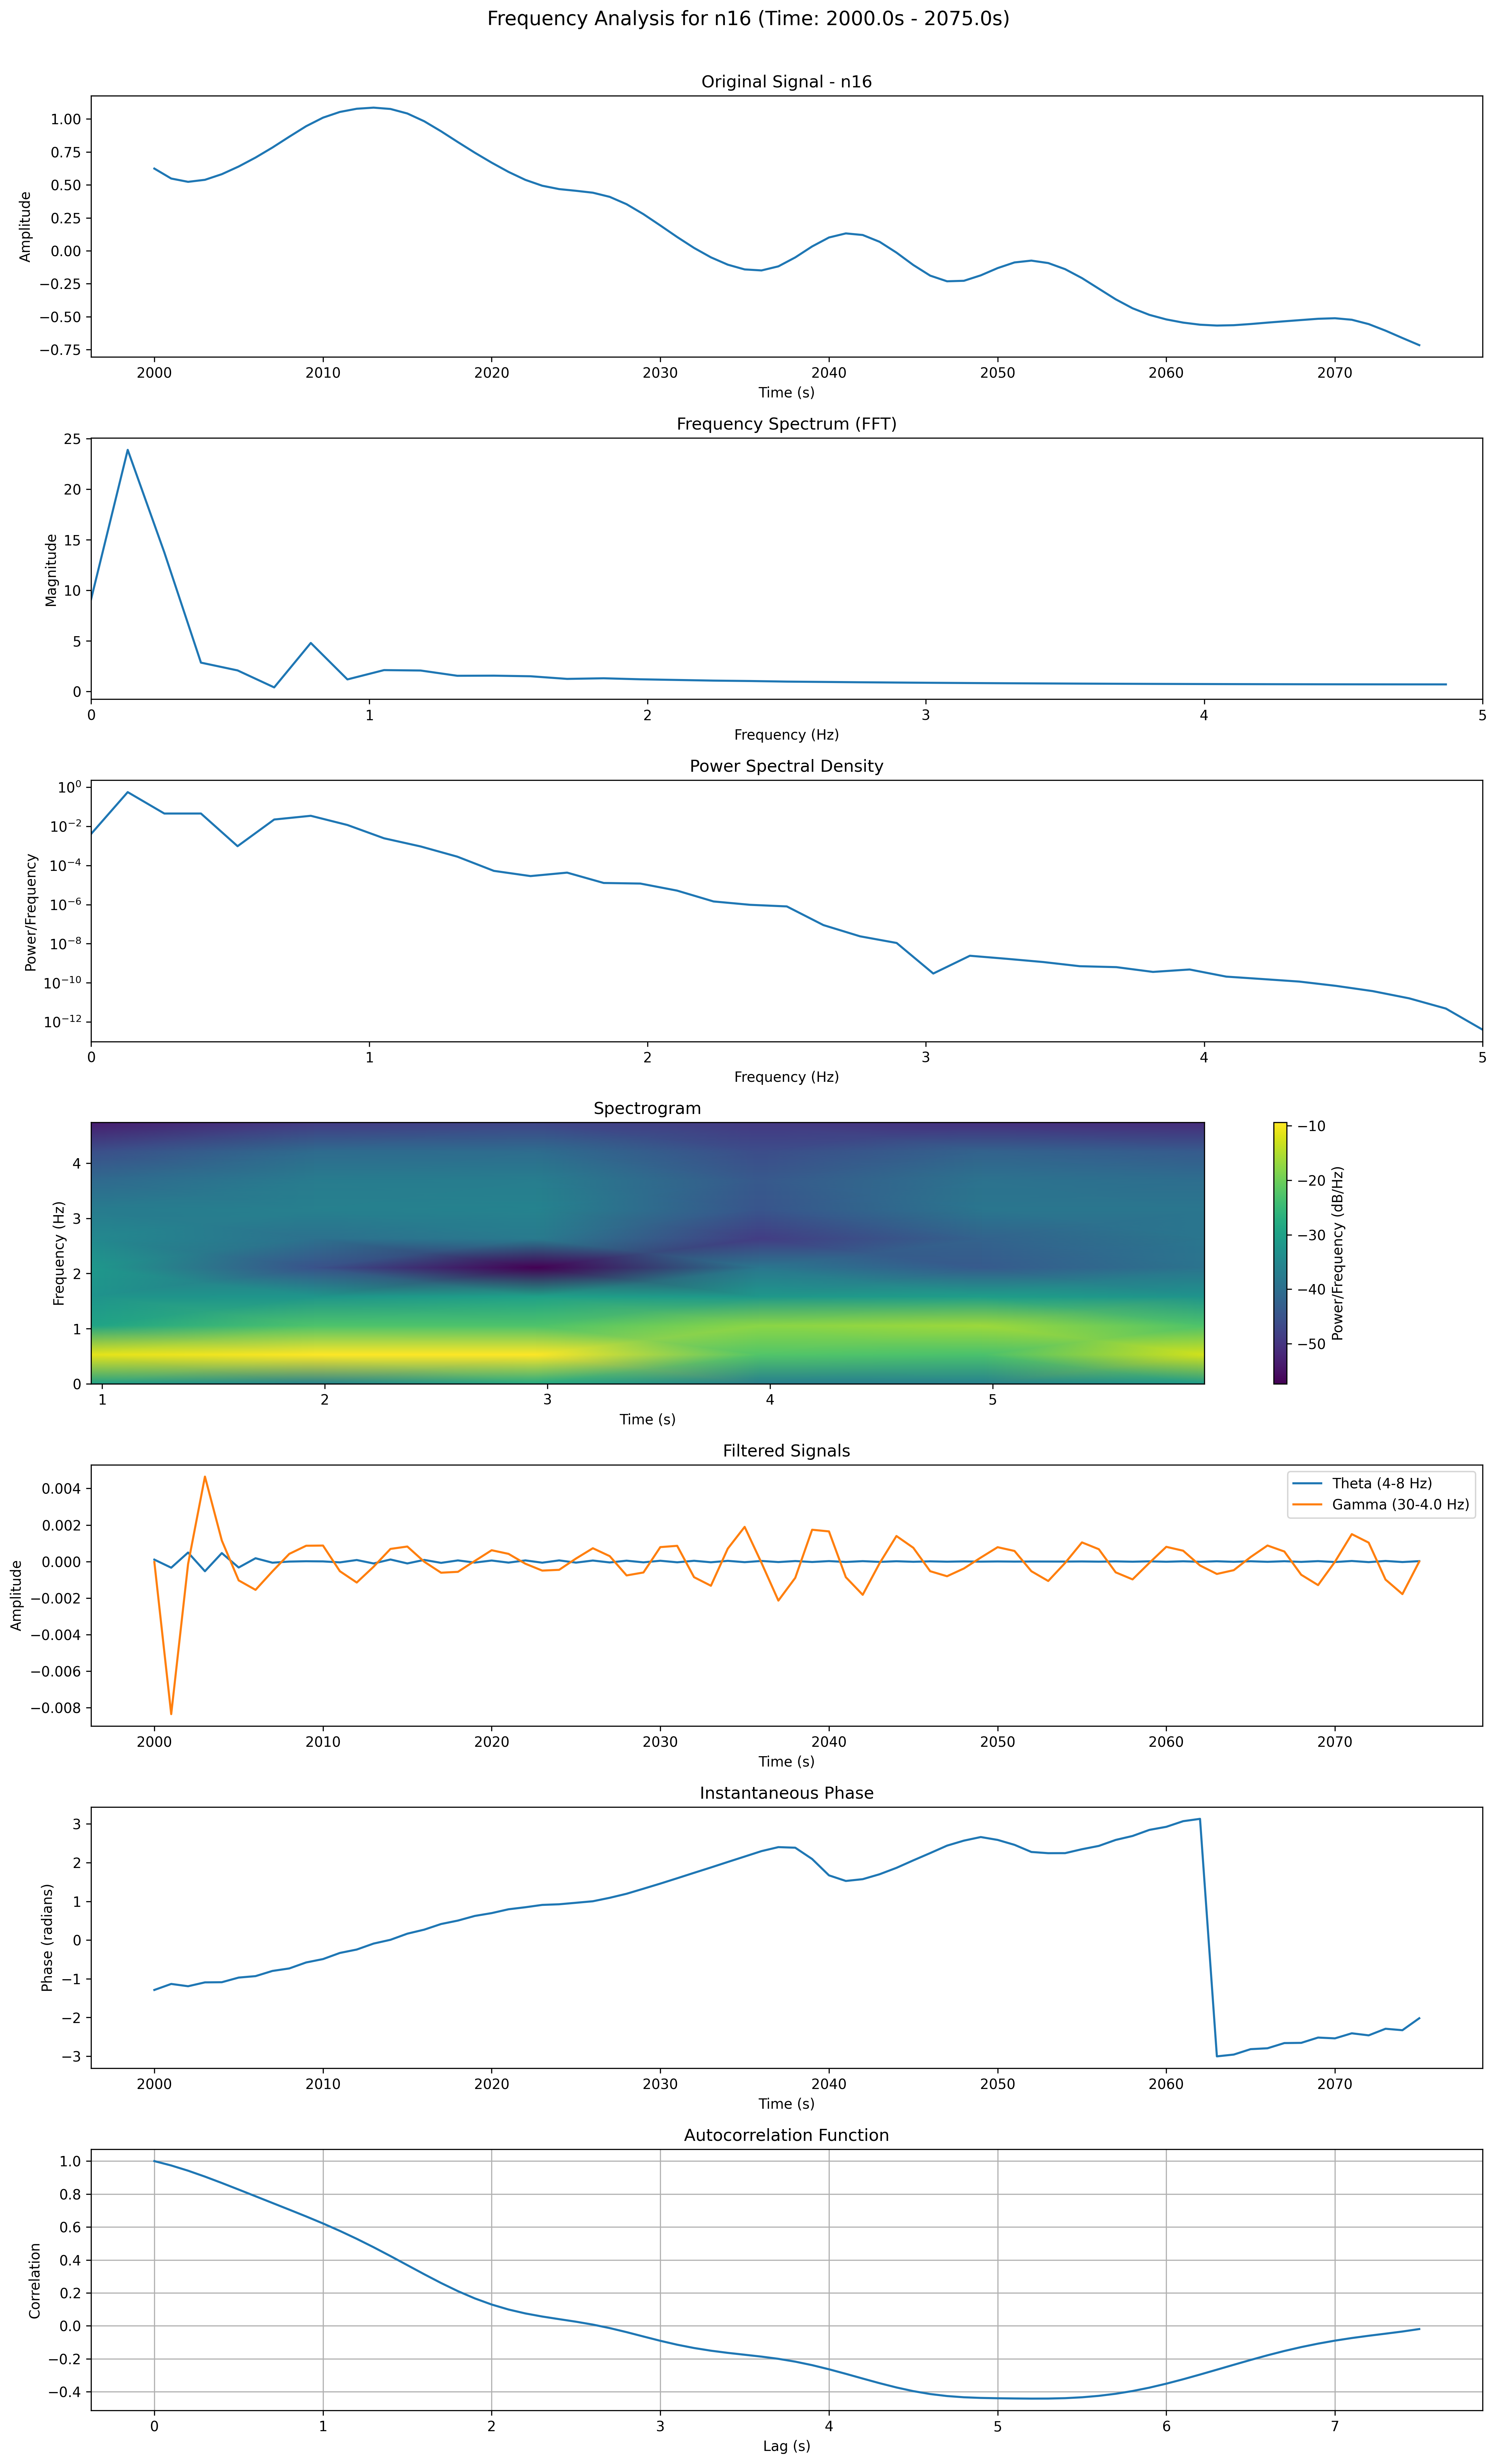 Frequency Analysis for n16 (Time: 2000.0s - 2075.0s)
Original Signal - n16
Amplitude
1.00
0.75
0.50
0.25
0.00
−0.25
−0.50
−0.75
2000 2010 2020 2030 2040 2050 2060 2070
Time (s)
Frequency Spectrum (FFT)
Magnitude
25
20
15
10
5
0
0 1 2 3 4 5
Frequency (Hz)
Power Spectral Density
Power/Frequency
10⁰
10⁻²
10⁻⁴
10⁻⁶
10⁻⁸
10⁻¹⁰
10⁻¹²
0 1 2 3 4 5
Frequency (Hz)
Spectrogram
Frequency (Hz)
4
3
2
1
0
1 2 3 4 5
Time (s)
−10
−20
−30
−40
−50
Power/Frequency (dB/Hz)
Filtered Signals
Amplitude
0.004
0.002
0.000
−0.002
−0.004
−0.006
−0.008
Theta (4-8 Hz)
Gamma (30-4.0 Hz)
2000 2010 2020 2030 2040 2050 2060 2070
Time (s)
Instantaneous Phase
Phase (radians)
3
2
1
0
−1
−2
−3
2000 2010 2020 2030 2040 2050 2060 2070
Time (s)
Autocorrelation Function
Correlation
1.0
0.8
0.6
0.4
0.2
0.0
−0.2
−0.4
0 1 2 3 4 5 6 7
Lag (s)